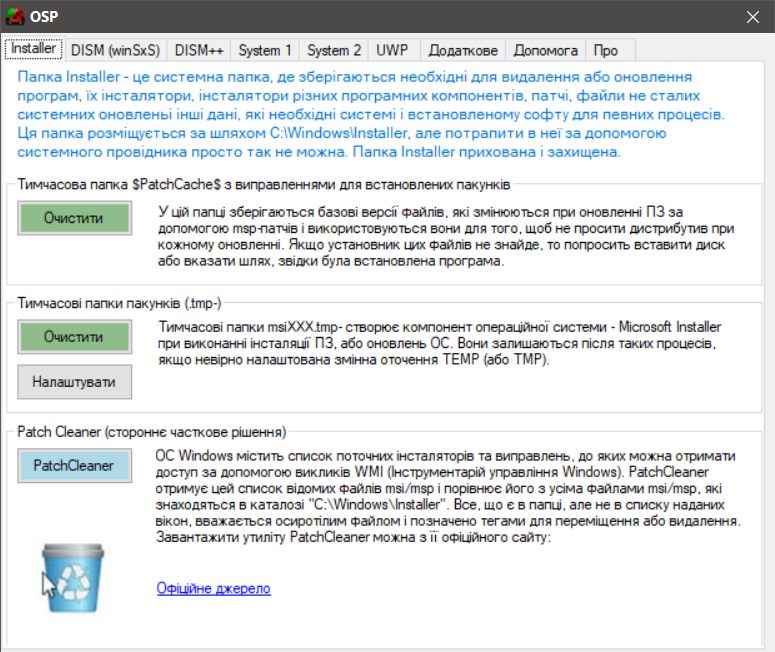 OSP
Installer DISM (winSxS) DISM++ System 1 System 2 UWP Додаткове Допомога Про
Папка Installer - це системна папка, де зберігаються необхідні для видалення або оновлення
програм, їх інсталятори, інсталятори різних програмних компонентів, патчі, файли не сталих
системних оновленьі інші дані, які необхідні системі і встановленому софту для певних процесів.
Ця папка розміщується за шляхом C:\Windows\Installer, але потрапити в неї за допомогою
системного провідника просто так не можна. Папка Installer прихована і захищена.
Тимчасова папка $PatchCache$ з виправленнями для встановлених пакунків
Очистити
У цій папці зберігаються базові версії файлів, які змінюються при оновленні ПЗ за
допомогою msp-патчів і використовуються вони для того, щоб не просити дистрибутив при
кожному оновленні. Якщо установник цих файлів не знайде, то попросить вставити диск
або вказати шлях, звідки була встановлена програма.
Тимчасові папки пакунків (.tmp-)
Очистити
Налаштувати
Тимчасові папки msiXXX.tmp- створює компонент операційної системи - Microsoft Installer
при виконанні інсталяції ПЗ, або оновлень ОС. Вони залишаються після таких процесів,
якщо невірно налаштована змінна оточення TEMP (або TMP).
Patch Cleaner (стороннє часткове рішення)
PatchCleaner
ОС Windows містить список поточних інсталяторів та виправлень, до яких можна отримати
доступ за допомогою викликів WMI (Інструментарій управління Windows). PatchCleaner
отримує цей список відомих файлів msi/msp і порівнює його з усіма файлами msi/msp, які
знаходяться в каталозі "C:\Windows\Installer". Все, що є в папці, але не в списку наданих
вікон, вважається осиротілим файлом і позначено тегами для переміщення або видалення.
Завантажити утиліту PatchCleaner можна з її офіційного сайту:
Офіційне джерело